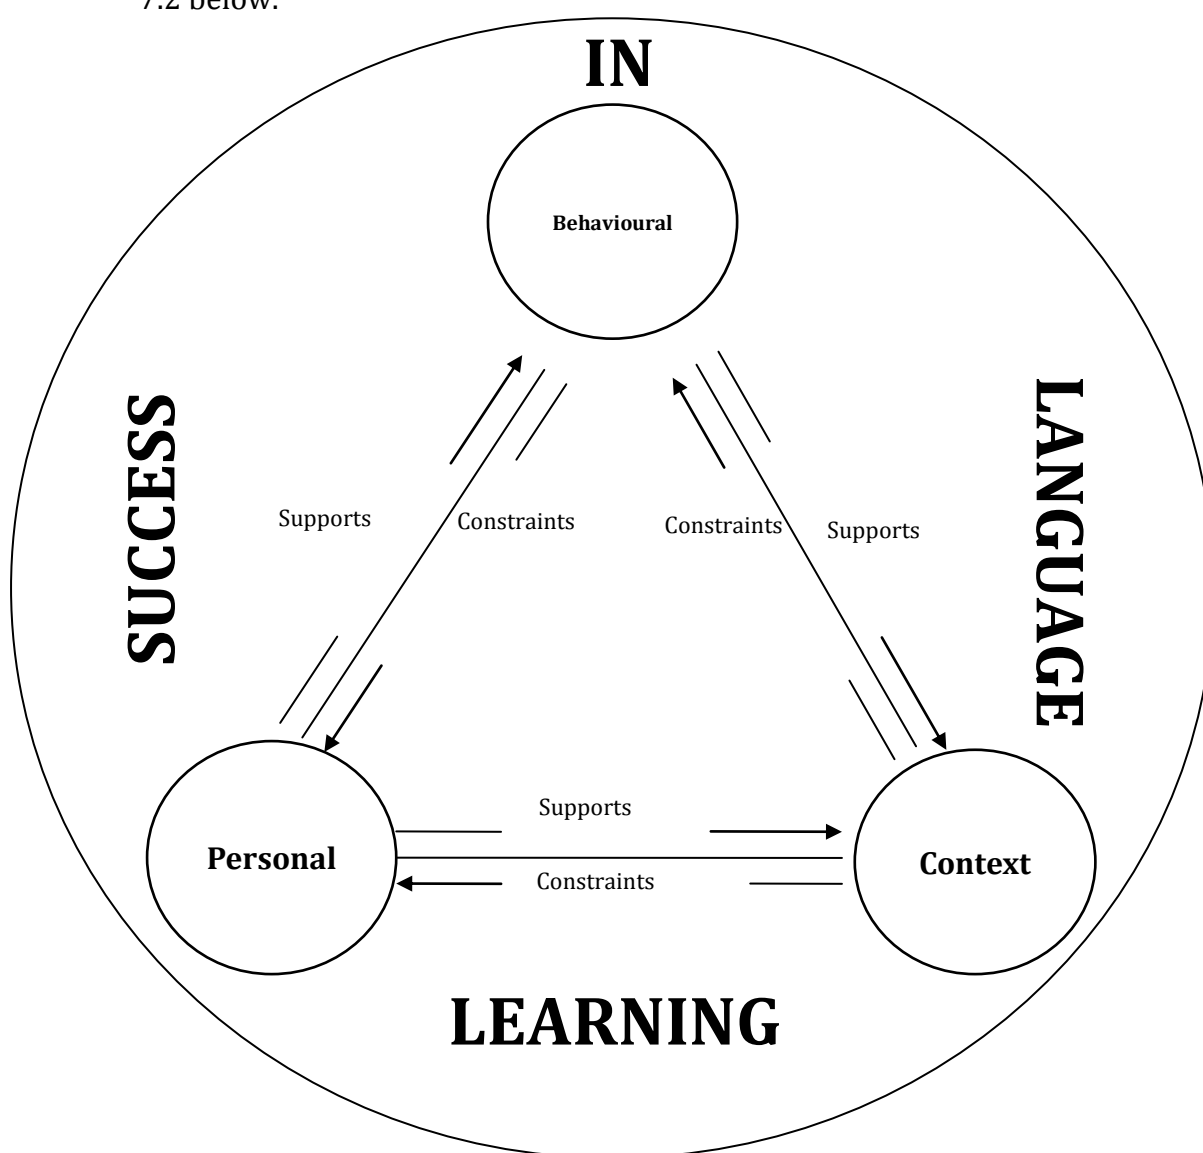 7.2 below.
IN
Behavioural
SUCCESS
LANGUAGE
Supports
Constraints
Constraints
Supports
Supports
Personal
Context
Constraints
LEARNING